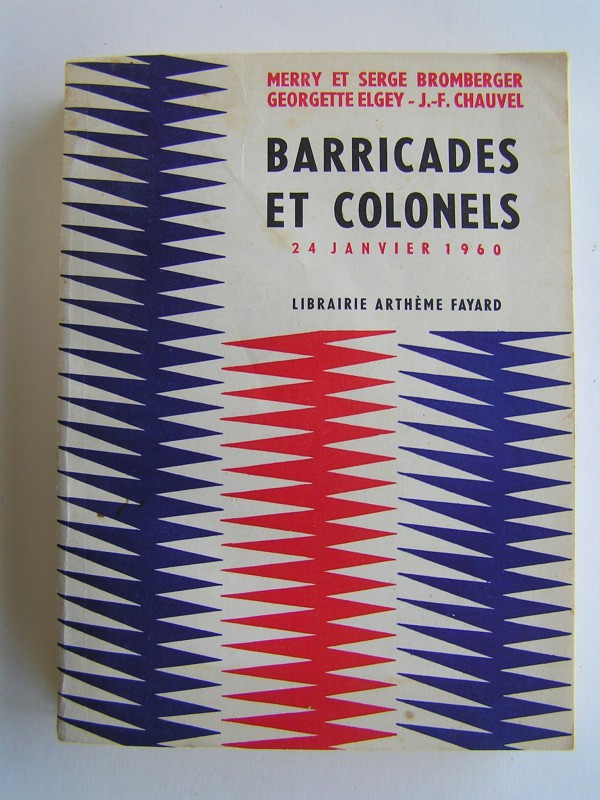 MERRY ET SERGE BROMBERGER
GEORGETTE ELGEY - J.-F. CHAUVEL
BARRICADES
ET COLONELS
24 JANVIER 1960
LIBRAIRIE ARTHÈME FAYARD